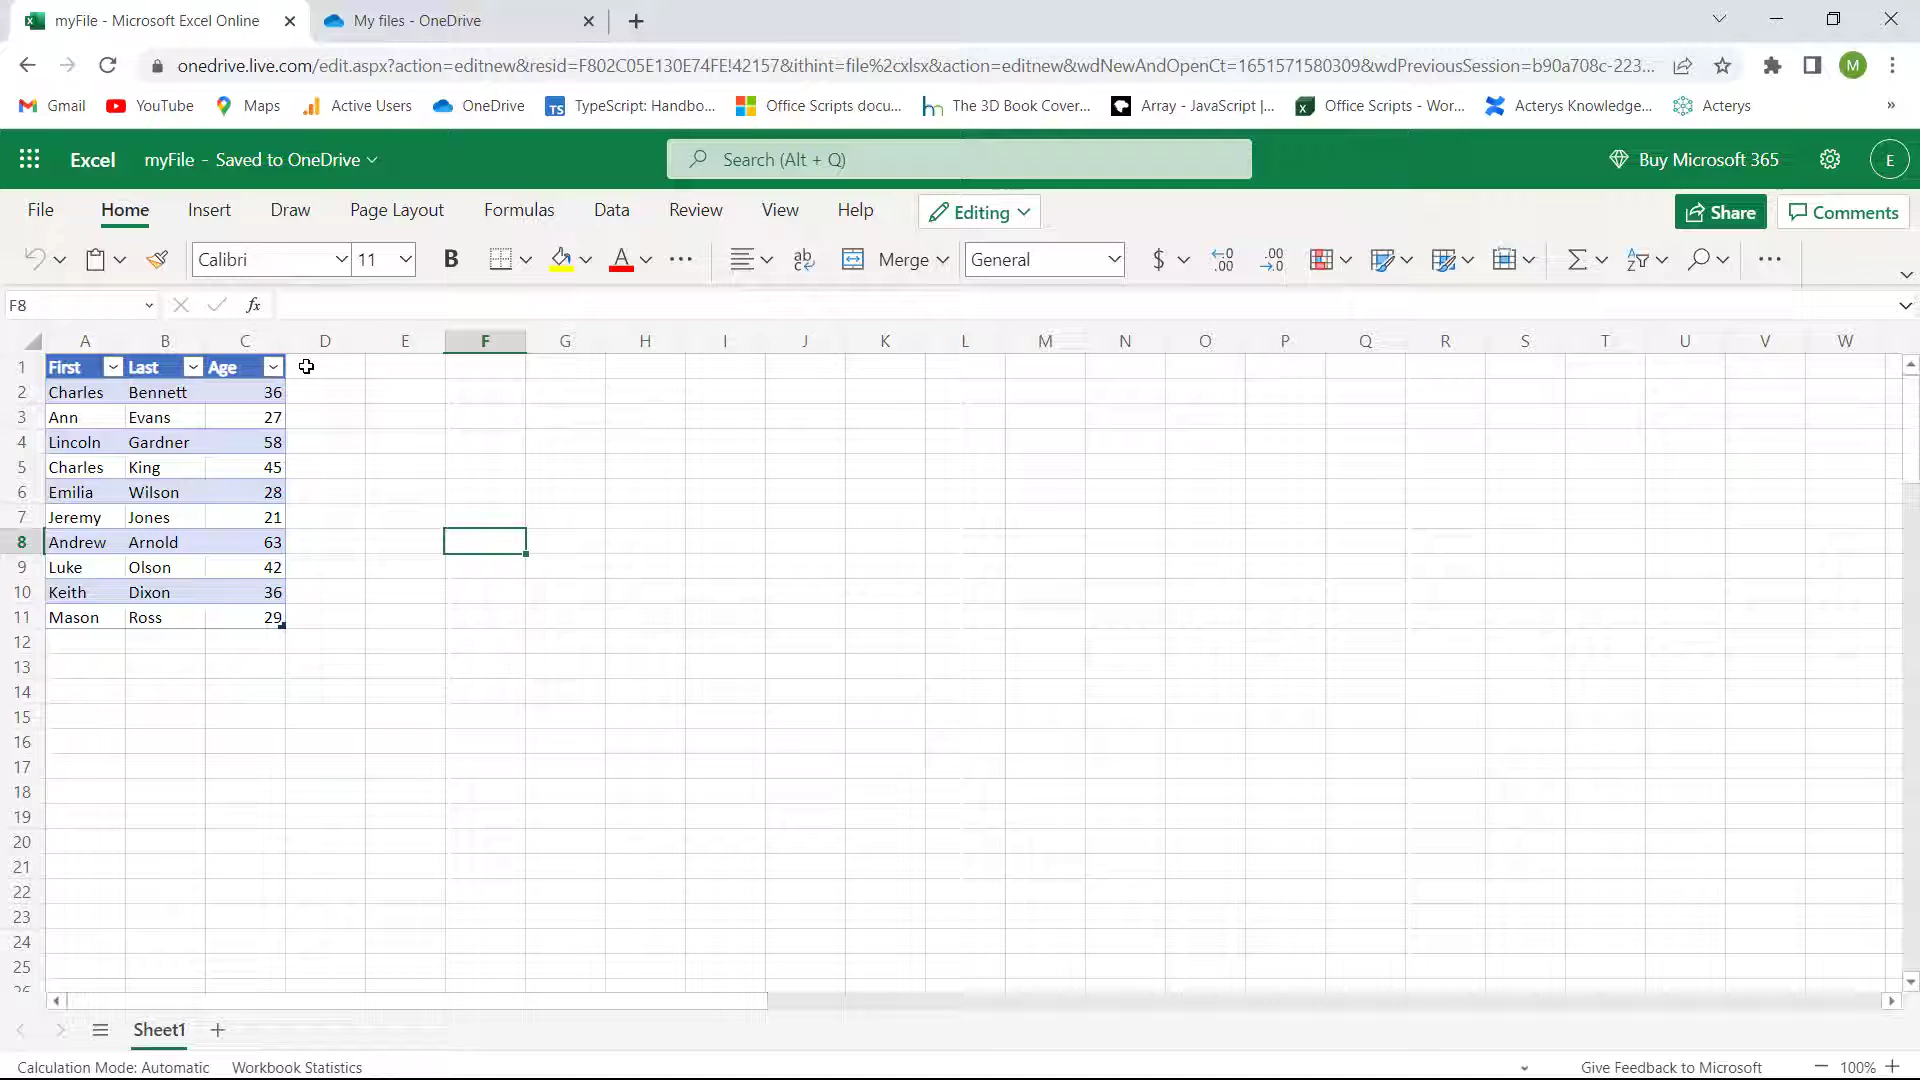 myFile - Microsoft Excel Online
My files - OneDrive
onedrive.live.com/edit.aspx?action=editnew&resid=F802C05E130E74FE!42157&ithint=file%2cxlsx&action=editnew&wdNewAndOpenCt=1651571580309&wdPreviousSession=b90a708c-223...
M
Gmail YouTube Maps Active Users OneDrive TS TypeScript: Handbo... Office Scripts docu... The 3D Book Cover... Array - JavaScript |... Office Scripts - Wor... Acterys Knowledge... Acterys »
Excel myFile - Saved to OneDrive Search (Alt + Q) Buy Microsoft 365 E
File Home Insert Draw Page Layout Formulas Data Review View Help Editing Share Comments
Calibri 11 B A ab Merge General $ .00 .00
F8 fx
A B C D E F G H I J K L M N O P Q R S T U V W
1 First Last Age
2 Charles Bennett 36
3 Ann Evans 27
4 Lincoln Gardner 58
5 Charles King 45
6 Emilia Wilson 28
7 Jeremy Jones 21
8 Andrew Arnold 63
9 Luke Olson 42
10 Keith Dixon 36
11 Mason Ross 29
12
13
14
15
16
17
18
19
20
21
22
23
24
25
26
Sheet1
Calculation Mode: Automatic Workbook Statistics Give Feedback to Microsoft 100%